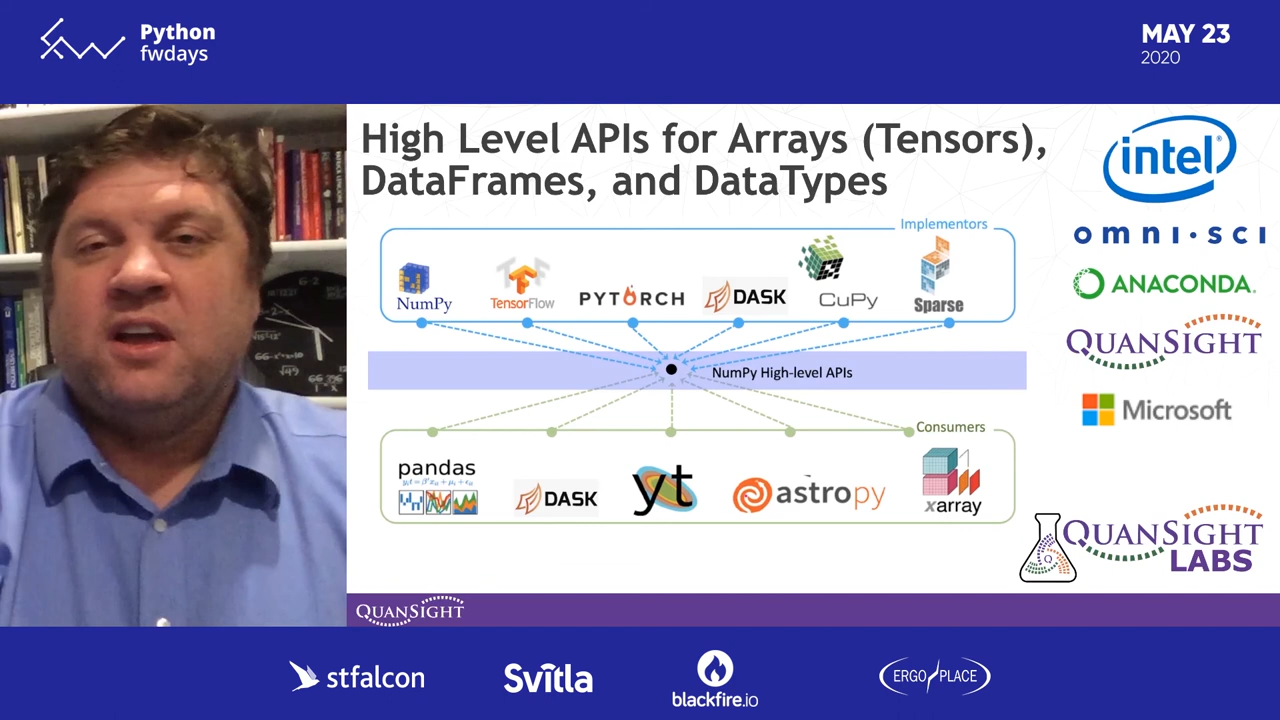 Python
fwdays
MAY 23
2020
High Level APIs for Arrays (Tensors),
DataFrames, and DataTypes
Implementors
NumPy
TensorFlow
PYTORCH
DASK
CuPy
Sparse
NumPy High-level APIs
Consumers
pandas
DASK
yt
astropy
xarray
intel®
OMNI·SCI
ANACONDA.
QUANSIGHT
Microsoft
QUANSIGHT
LABS
QUANSIGHT
stfalcon
Svitla
blackfire.io
ERGO PLACE